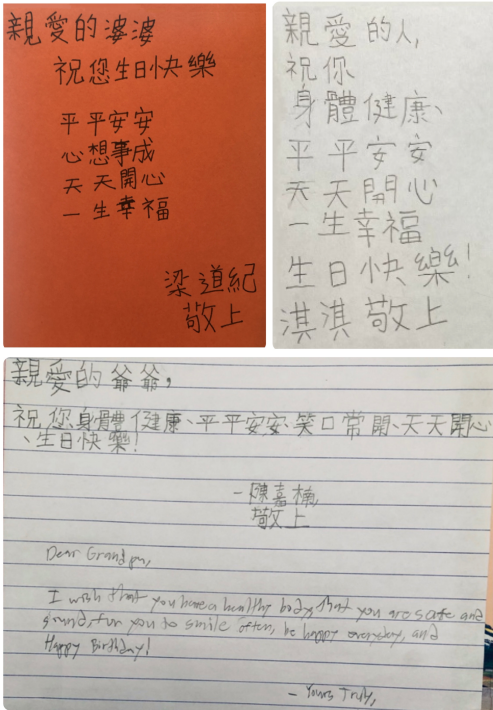 親愛的婆婆
祝您生日快樂
平平安安
心想事成
天天開心
一生幸福
梁道紀
敬上
親愛的人,
祝你
身體健康、
平平安安
天天開心
一生幸福
生日快樂!
淇淇敬上
親愛的爺爺,
祝您身體健康、平平安安、笑口常開、天天開心
、生日快樂!
-陳嘉楠
敬上
Dear Grandpa,
I wish that you have a healthy body, that you are safe and
sound, for you to smile often, be happy everyday, and
Happy Birthday!
- Yours Truly,